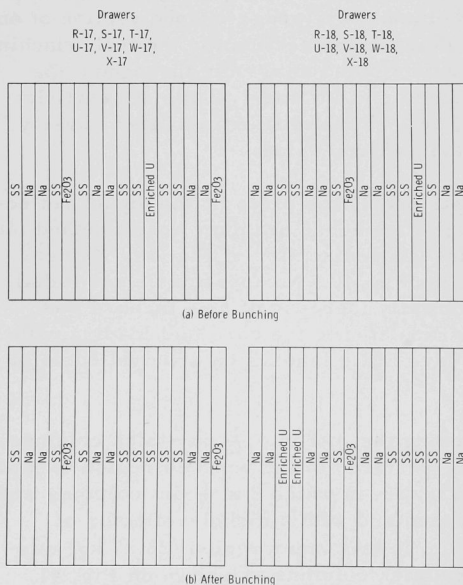 Drawers
R-17, S-17, T-17,
U-17, V-17, W-17,
X-17
Drawers
R-18, S-18, T-18,
U-18, V-18, W-18,
X-18
SS
Na
Na
SS
Fe2O3
SS
Na
Na
SS
SS
Enriched U
SS
SS
Na
Na
Fe2O3
Na
Na
SS
SS
Na
Na
SS
Fe2O3
Na
Na
SS
SS
Enriched U
SS
Na
Na
(a) Before Bunching
SS
Na
Na
SS
Fe2O3
SS
Na
Na
SS
SS
SS
SS
SS
Na
Na
Fe2O3
Na
Na
Enriched U
Enriched U
Na
Na
SS
Fe2O3
Na
Na
SS
SS
SS
SS
Na
Na
(b) After Bunching